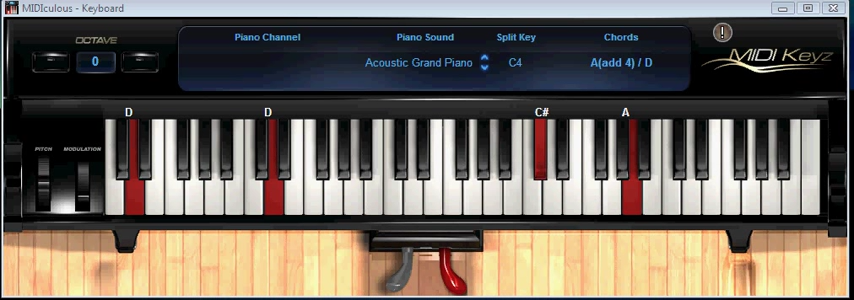 MIDIculous - Keyboard
OCTAVE
0
Piano Channel
Piano Sound
Split Key
Chords
Acoustic Grand Piano
C4
A(add 4) / D
!
MIDI Keyz
D
D
C#
A
PITCH
MODULATION